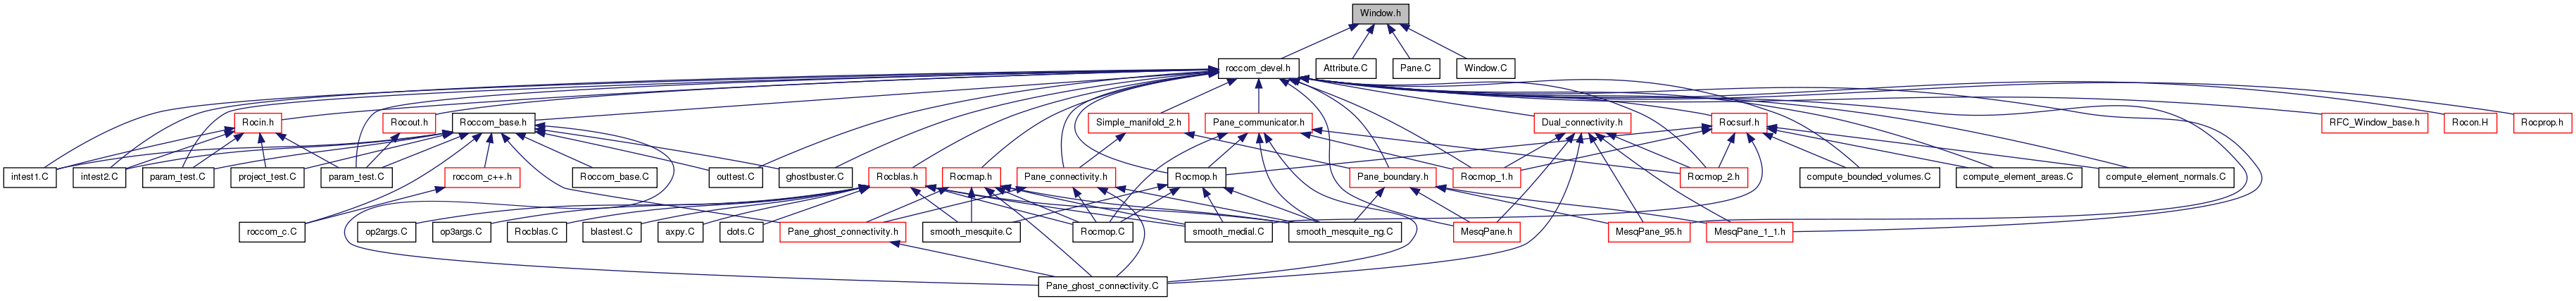 Window.h
roccom_devel.h
Attribute.C
Pane.C
Window.C
Rocin.h
Rocout.h
Roccom_base.h
Simple_manifold_2.h
Pane_communicator.h
Dual_connectivity.h
Rocsurf.h
RFC_Window_base.h
Rocon.H
Rocprop.h
intest1.C
intest2.C
param_test.C
project_test.C
param_test.C
roccom_c++.h
Roccom_base.C
outtest.C
ghostbuster.C
Rocblas.h
Rocmap.h
Pane_connectivity.h
Rocmop.h
Pane_boundary.h
Rocmop_1.h
Rocmop_2.h
compute_bounded_volumes.C
compute_element_areas.C
compute_element_normals.C
roccom_c.C
op2args.C
op3args.C
Rocblas.C
blastest.C
axpy.C
dots.C
Pane_ghost_connectivity.h
smooth_mesquite.C
Rocmop.C
smooth_medial.C
smooth_mesquite_ng.C
MesqPane.h
MesqPane_95.h
MesqPane_1_1.h
Pane_ghost_connectivity.C